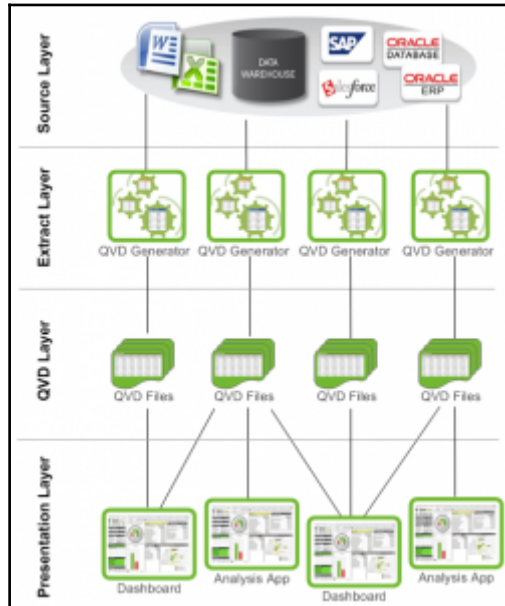 Source Layer
W
X
DATA
WAREHOUSE
SAP
salesforce
ORACLE
DATABASE
ORACLE
ERP
Extract Layer
QVD Generator QVD Generator QVD Generator QVD Generator
QVD Layer
QVD Files QVD Files QVD Files QVD Files
Presentation Layer
Dashboard
Analysis App
Dashboard
Analysis App